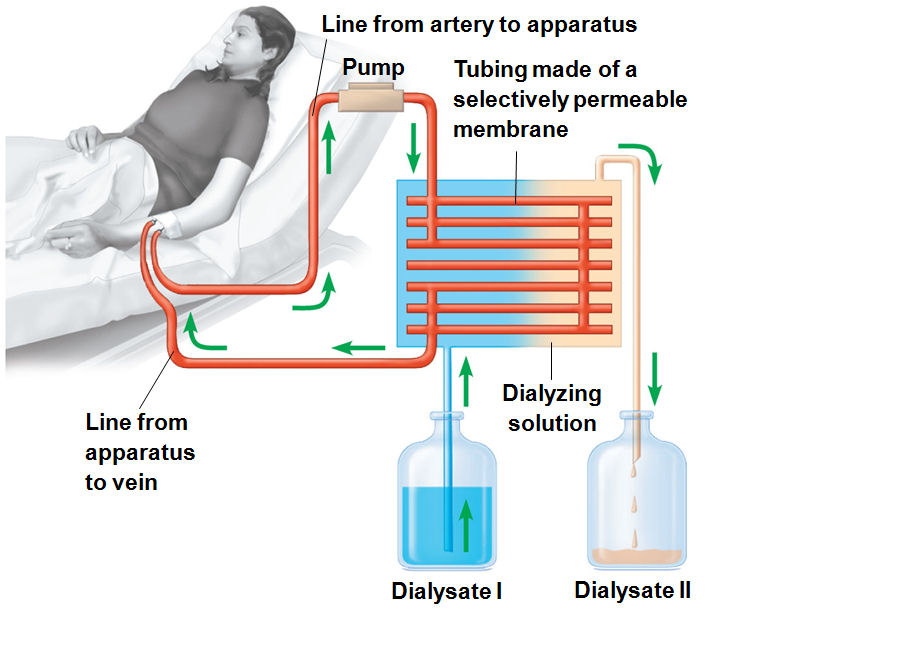 Line from artery to apparatus
Pump
Tubing made of a
selectively permeable
membrane
Dialyzing
solution
Line from
apparatus
to vein
Dialysate I
Dialysate II